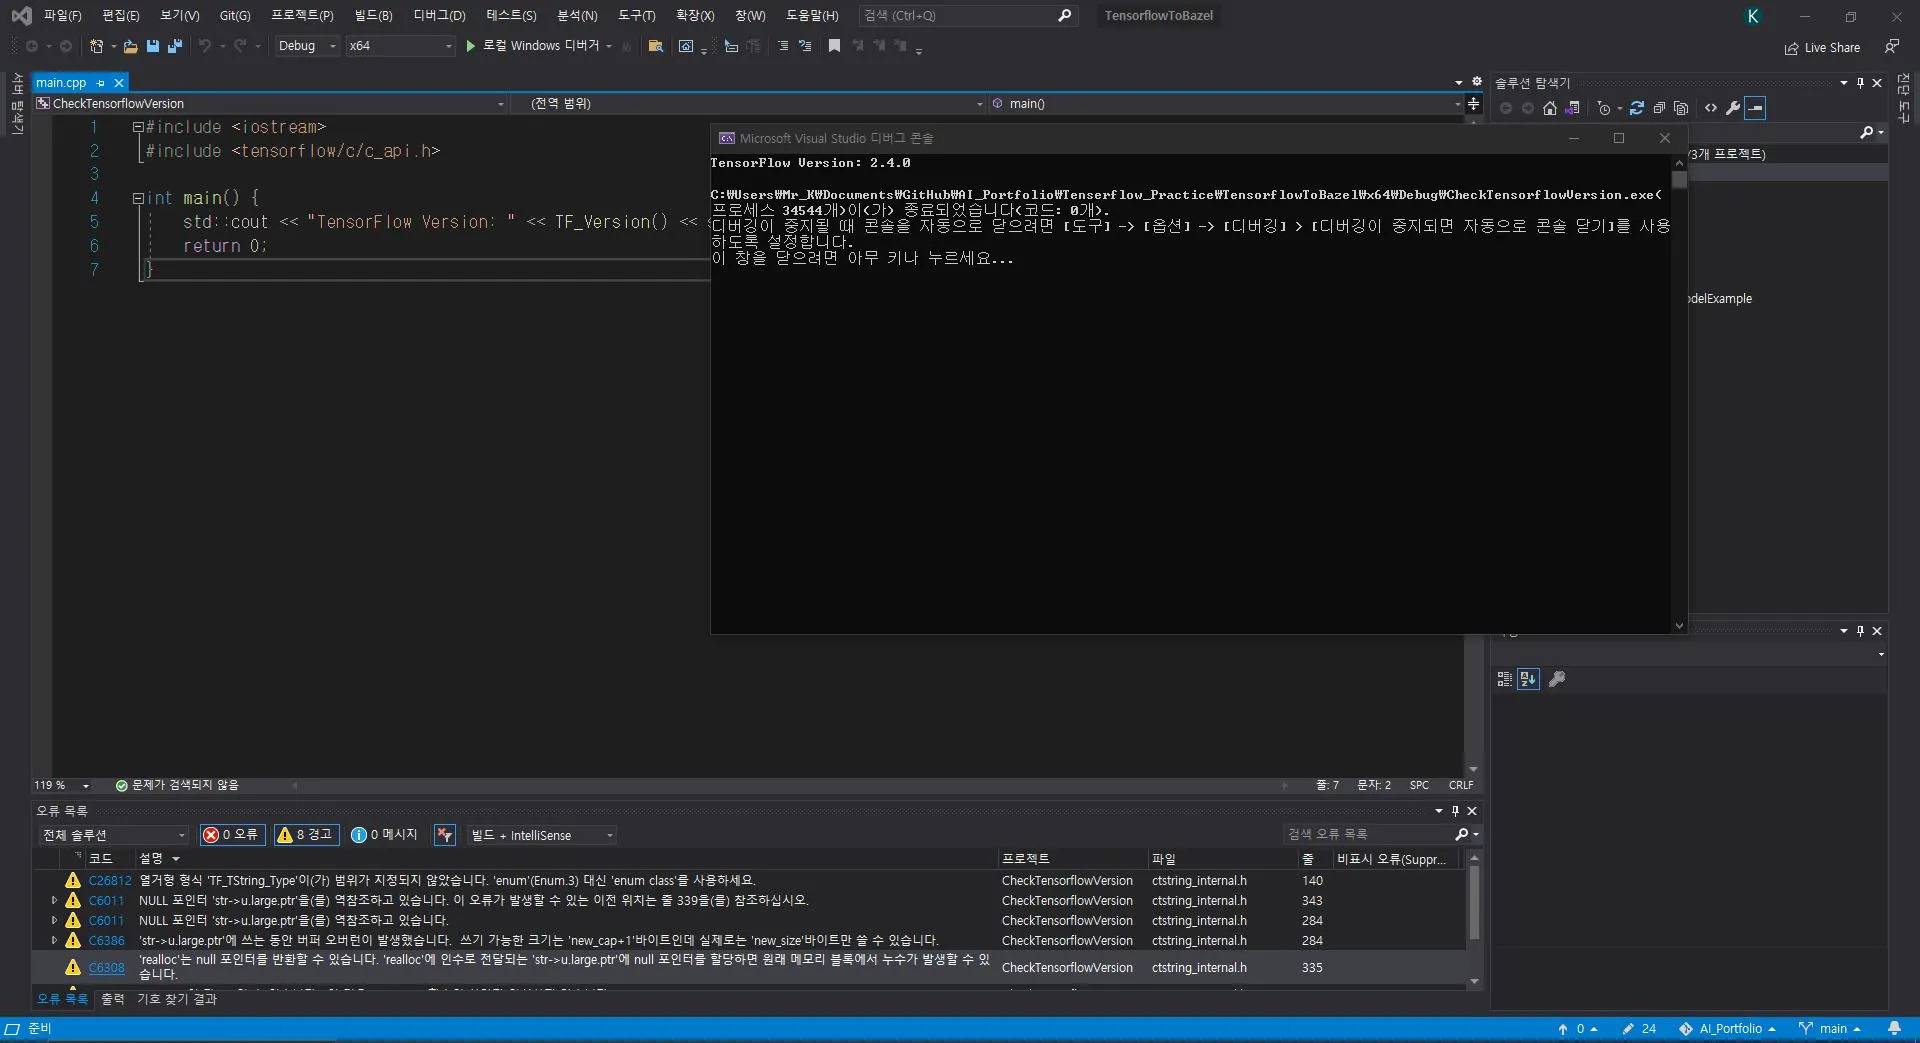 파일(F) 편집(E) 보기(V) Git(G) 프로젝트(P) 빌드(B) 디버그(D) 테스트(S) 분석(N) 도구(T) 확장(X) 창(W) 도움말(H) 검색 (Ctrl+Q) TensorflowToBazel K
Debug x64 로컬 Windows 디버거 Live Share
서버 탐색기
main.cpp
CheckTensorflowVersion (전역 범위) main()
1 #include <iostream>
2 #include <tensorflow/c/c_api.h>
3
4 int main() {
5 std::cout << "TensorFlow Version: " << TF_Version() <<
6 return 0;
7 }
Microsoft Visual Studio 디버그 콘솔
TensorFlow Version: 2.4.0
C:₩Users₩Mr_K₩Documents₩GitHub₩AI_Portfolio₩Tenserflow_Practice₩TensorflowToBazel₩x64₩Debug₩CheckTensorflowVersion.exe(
프로세스 34544개)이(가) 종료되었습니다(코드: 0개).
디버깅이 중지될 때 콘솔을 자동으로 닫으려면 [도구] -> [옵션] -> [디버깅] > [디버깅이 중지되면 자동으로 콘솔 닫기]를 사용
하도록 설정합니다.
이 창을 닫으려면 아무 키나 누르세요...
솔루션 탐색기
/3개 프로젝트)
odelExample
진단 도구
119 % 문제가 검색되지 않음 줄: 7 문자: 2 SPC CRLF
오류 목록
전체 솔루션 0 오류 8 경고 0 메시지 빌드 + IntelliSense 검색 오류 목록
코드 설명 프로젝트 파일 줄 비표시 오류(Suppr...
C26812 열거형 형식 'TF_TString_Type'이(가) 범위가 지정되지 않았습니다. 'enum'(Enum.3) 대신 'enum class'를 사용하세요. CheckTensorflowVersion ctstring_internal.h 140
C6011 NULL 포인터 'str->u.large.ptr'을(를) 역참조하고 있습니다. 이 오류가 발생할 수 있는 이전 위치는 줄 339을(를) 참조하십시오. CheckTensorflowVersion ctstring_internal.h 343
C6011 NULL 포인터 'str->u.large.ptr'을(를) 역참조하고 있습니다. CheckTensorflowVersion ctstring_internal.h 284
C6386 'str->u.large.ptr'에 쓰는 동안 버퍼 오버런이 발생했습니다. 쓰기 가능한 크기는 'new_cap+1'바이트인데 실제로는 'new_size'바이트만 쓸 수 있습니다. CheckTensorflowVersion ctstring_internal.h 284
C6308 'realloc'는 null 포인터를 반환할 수 있습니다. 'realloc'에 인수로 전달되는 'str->u.large.ptr'에 null 포인터를 할당하면 원래 메모리 블록에서 누수가 발생할 수 있
습니다. CheckTensorflowVersion ctstring_internal.h 335
오류 목록 출력 기호 찾기 결과
준비 0 24 AI_Portfolio main